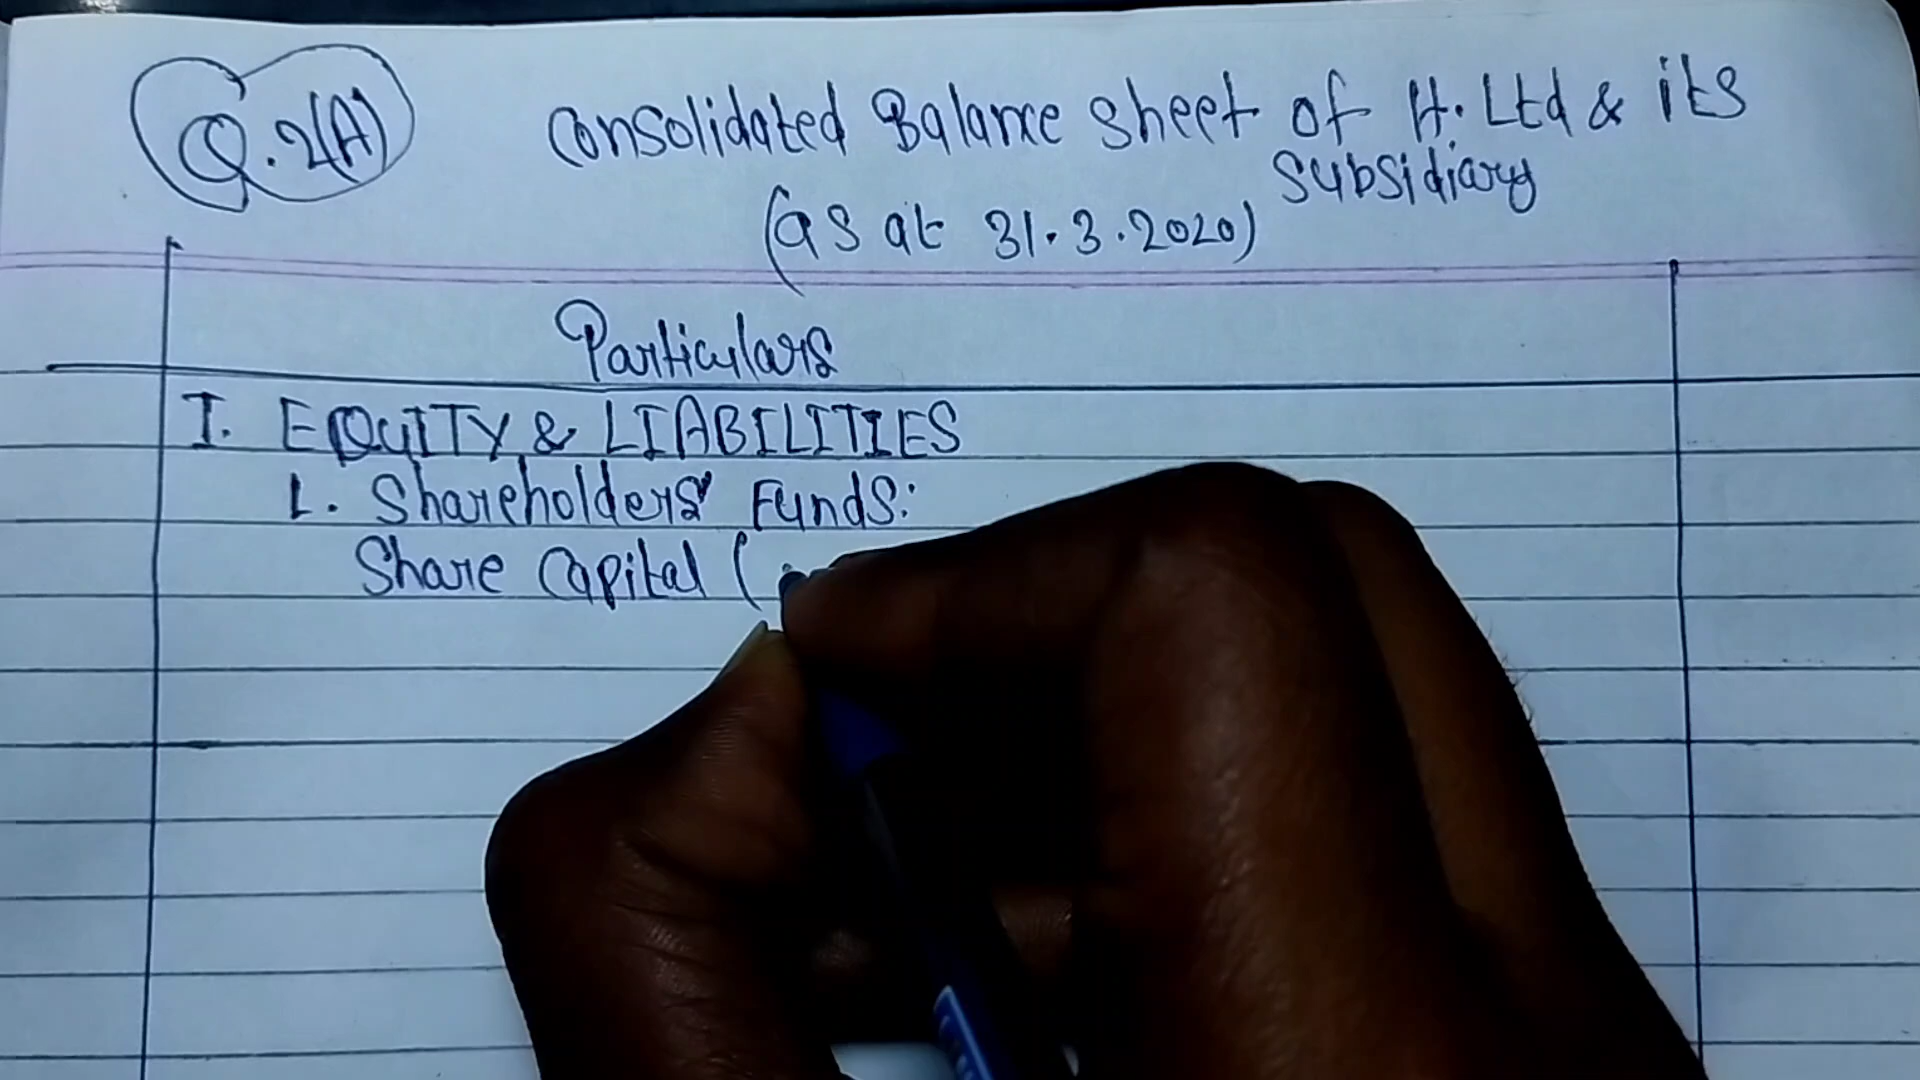 Q.2(A)
Consolidated Balance Sheet of H. Ltd & its
Subsidiary
(as at 31.3.2020)
Particulars
I. EQUITY & LIABILITIES
1. Shareholders' Funds:
Share Capital (